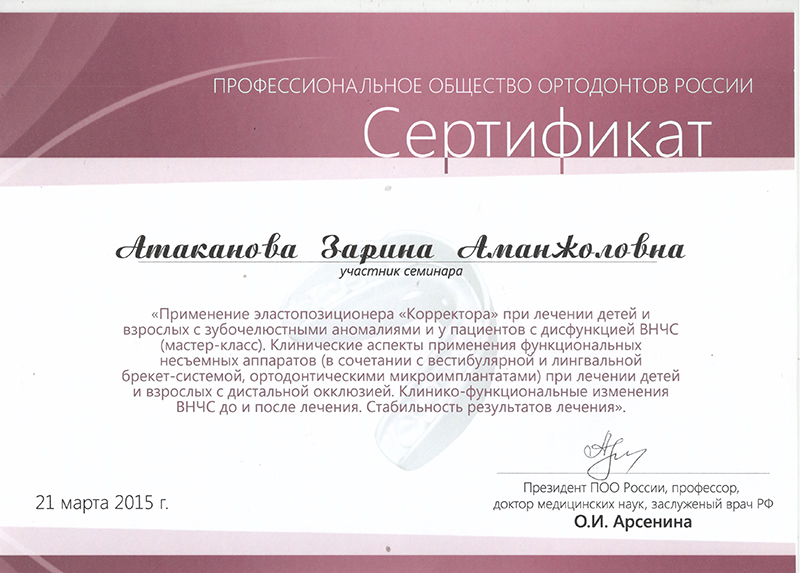 ПРОФЕССИОНАЛЬНОЕ ОБЩЕСТВО ОРТОДОНТОВ РОССИИ
Сертификат
Атаканова Зарина Аманжоловна
участник семинара
«Применение эластопозиционера «Корректора» при лечении детей и
взрослых с зубочелюстными аномалиями и у пациентов с дисфункцией ВНЧС
(мастер-класс). Клинические аспекты применения функциональных
несъемных аппаратов (в сочетании с вестибулярной и лингвальной
брекет-системой, ортодонтическими микроимплантатами) при лечении детей
и взрослых с дистальной окклюзией. Клинико-функциональные изменения
ВНЧС до и после лечения. Стабильность результатов лечения».
21 марта 2015 г.
Президент ПОО России, профессор,
доктор медицинских наук, заслуженый врач РФ
О.И. Арсенина